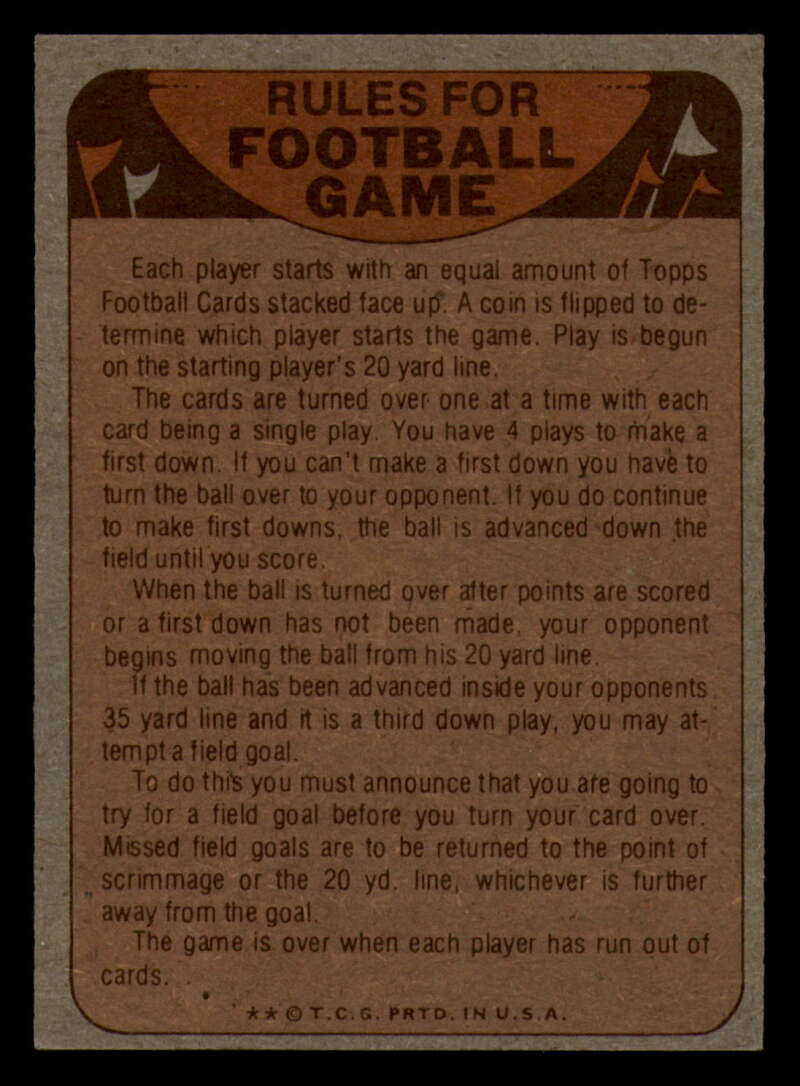 RULES FOR
FOOTBALL
GAME
Each player starts with an equal amount of Topps
Football Cards stacked face up. A coin is flipped to de-
termine which player starts the game. Play is begun
on the starting player's 20 yard line.
The cards are turned over one at a time with each
card being a single play. You have 4 plays to make a
first down. If you can't make a first down you have to
turn the ball over to your opponent. If you do continue
to make first downs, the ball is advanced down the
field until you score.
When the ball is turned over after points are scored
or a first down has not been made, your opponent
begins moving the ball from his 20 yard line.
If the ball has been advanced inside your opponents
35 yard line and it is a third down play, you may at-
tempt a field goal.
To do this you must announce that you are going to
try for a field goal before you turn your card over.
Missed field goals are to be returned to the point of
scrimmage or the 20 yd. line, whichever is further
away from the goal.
The game is over when each player has run out of
cards.
**© T.C.G. PRTD. IN U.S.A.